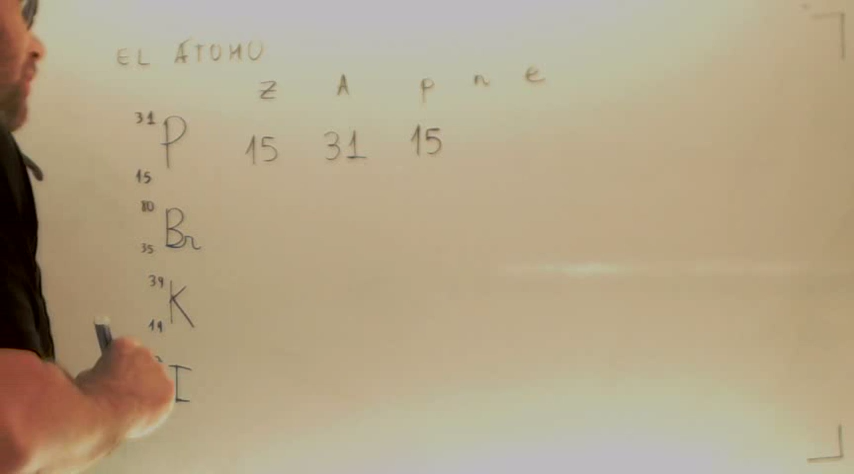 EL ÁTOMO
Z A p n e
31
P 15 31 15
15
80
Br
35
39
K
19
I